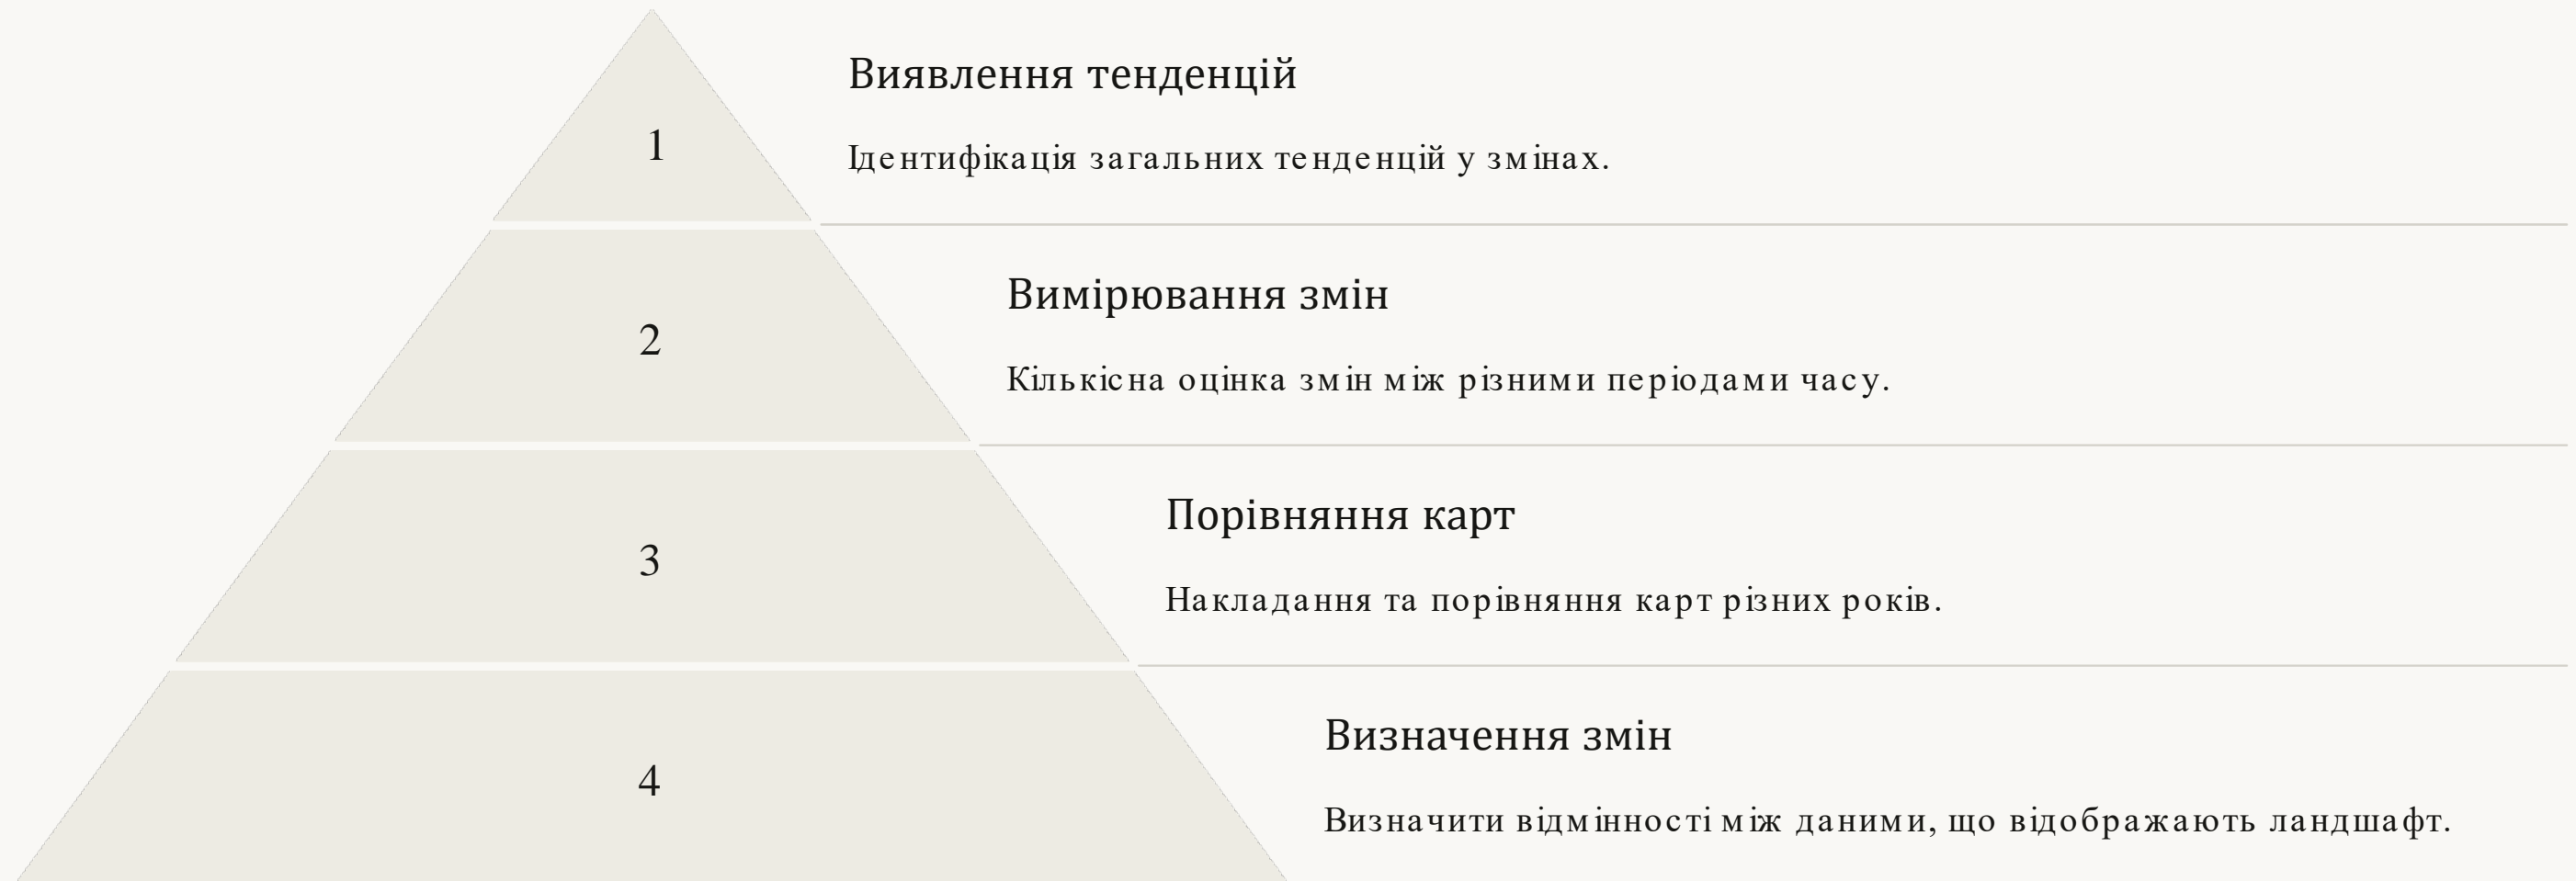 1
Виявлення тенденцій
Ідентифікація загальних тенденцій у змінах.
2
Вимірювання змін
Кількісна оцінка змін між різними періодами часу.
3
Порівняння карт
Накладання та порівняння карт різних років.
4
Визначення змін
Визначити відмінності між даними, що відображають ландшафт.